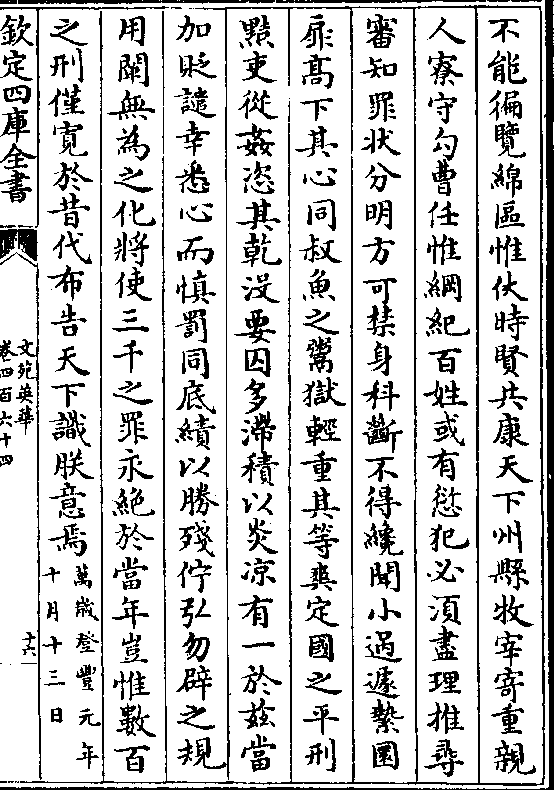 不能徧覽綿區惟伏時賢共康天下州縣牧宰寄重親
人寮守勾曹任惟綱紀百姓或有愆犯必須盡理推尋
審知罪状分明方可禁身科斷不得纔聞小過遽縶囹
扉髙下其心同叔魚之鬻獄輕重其等爽定國之平刑
黠吏從姦恣其乾没要囚多滯積以炎凉有一於兹當
加貶譴幸悉心而慎罰同底績以勝殘佇弘勿辟之規
用闡無為之化將使三千之罪永絶於當年豈惟數百
之刑僅寛於昔代布告天下識朕意焉萬歲登豐元年
十月十三日
欽定四庫全書
文苑英華
卷四百六十四
十六